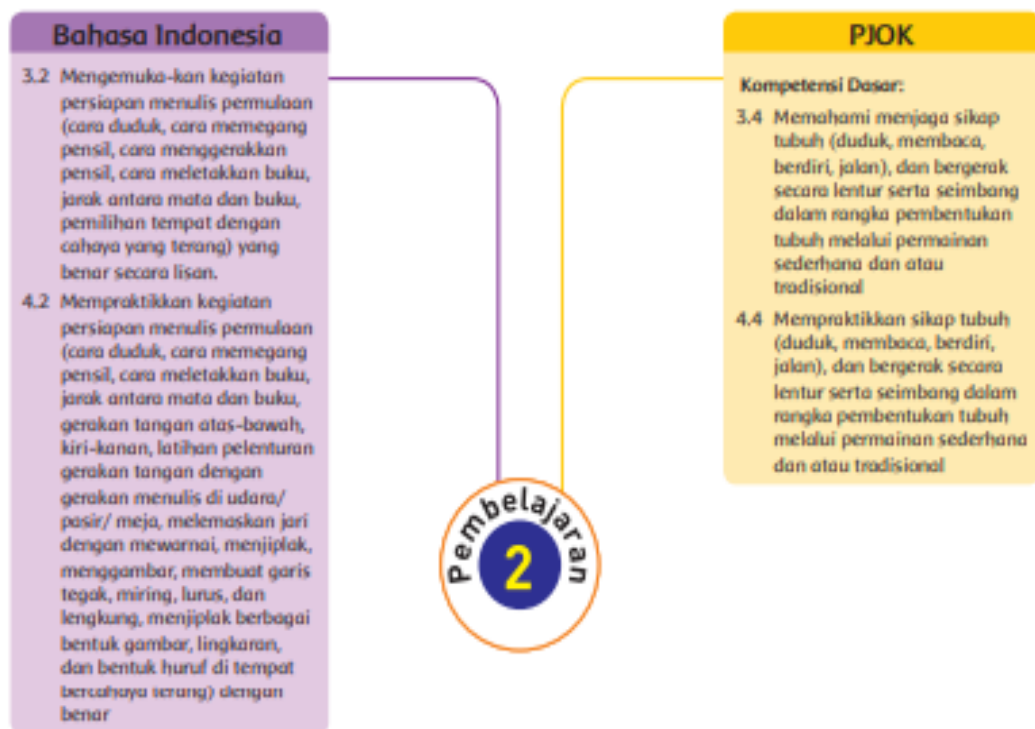 Bahasa Indonesia
3.2 Mengemuka-kan kegiatan
persiapan menulis permulaan
(cara duduk, cara memegang
pensil, cara menggerakkan
pensil, cara meletakkan buku,
jarak antara mata dan buku,
pemilihan tempat dengan
cahaya yang terang) yang
benar secara lisan.
4.2 Mempraktikkan kegiatan
persiapan menulis permulaan
(cara duduk, cara memegang
pensil, cara meletakkan buku,
jarak antara mata dan buku,
gerakan tangan atas-bawah,
kiri-kanan, latihan pelenturan
gerakan tangan dengan
gerakan menulis di udara/
pasir/ meja, melemaskan jari
dengan mewarnai, menjiplak,
menggambar, membuat garis
tegak, miring, lurus, dan
lengkung, menjiplak berbagai
bentuk gambar, lingkaran,
dan bentuk huruf di tempat
bercahaya terang) dengan
benar
PJOK
Kompetensi Dasar:
3.4 Memahami menjaga sikap
tubuh (duduk, membaca,
berdiri, jalan), dan bergerak
secara lentur serta seimbang
dalam rangka pembentukan
tubuh melalui permainan
sederhana dan atau
tradisional
4.4 Mempraktikkan sikap tubuh
(duduk, membaca, berdiri,
jalan), dan bergerak secara
lentur serta seimbang dalam
rangka pembentukan tubuh
melalui permainan sederhana
dan atau tradisional
Pembelajaran
2